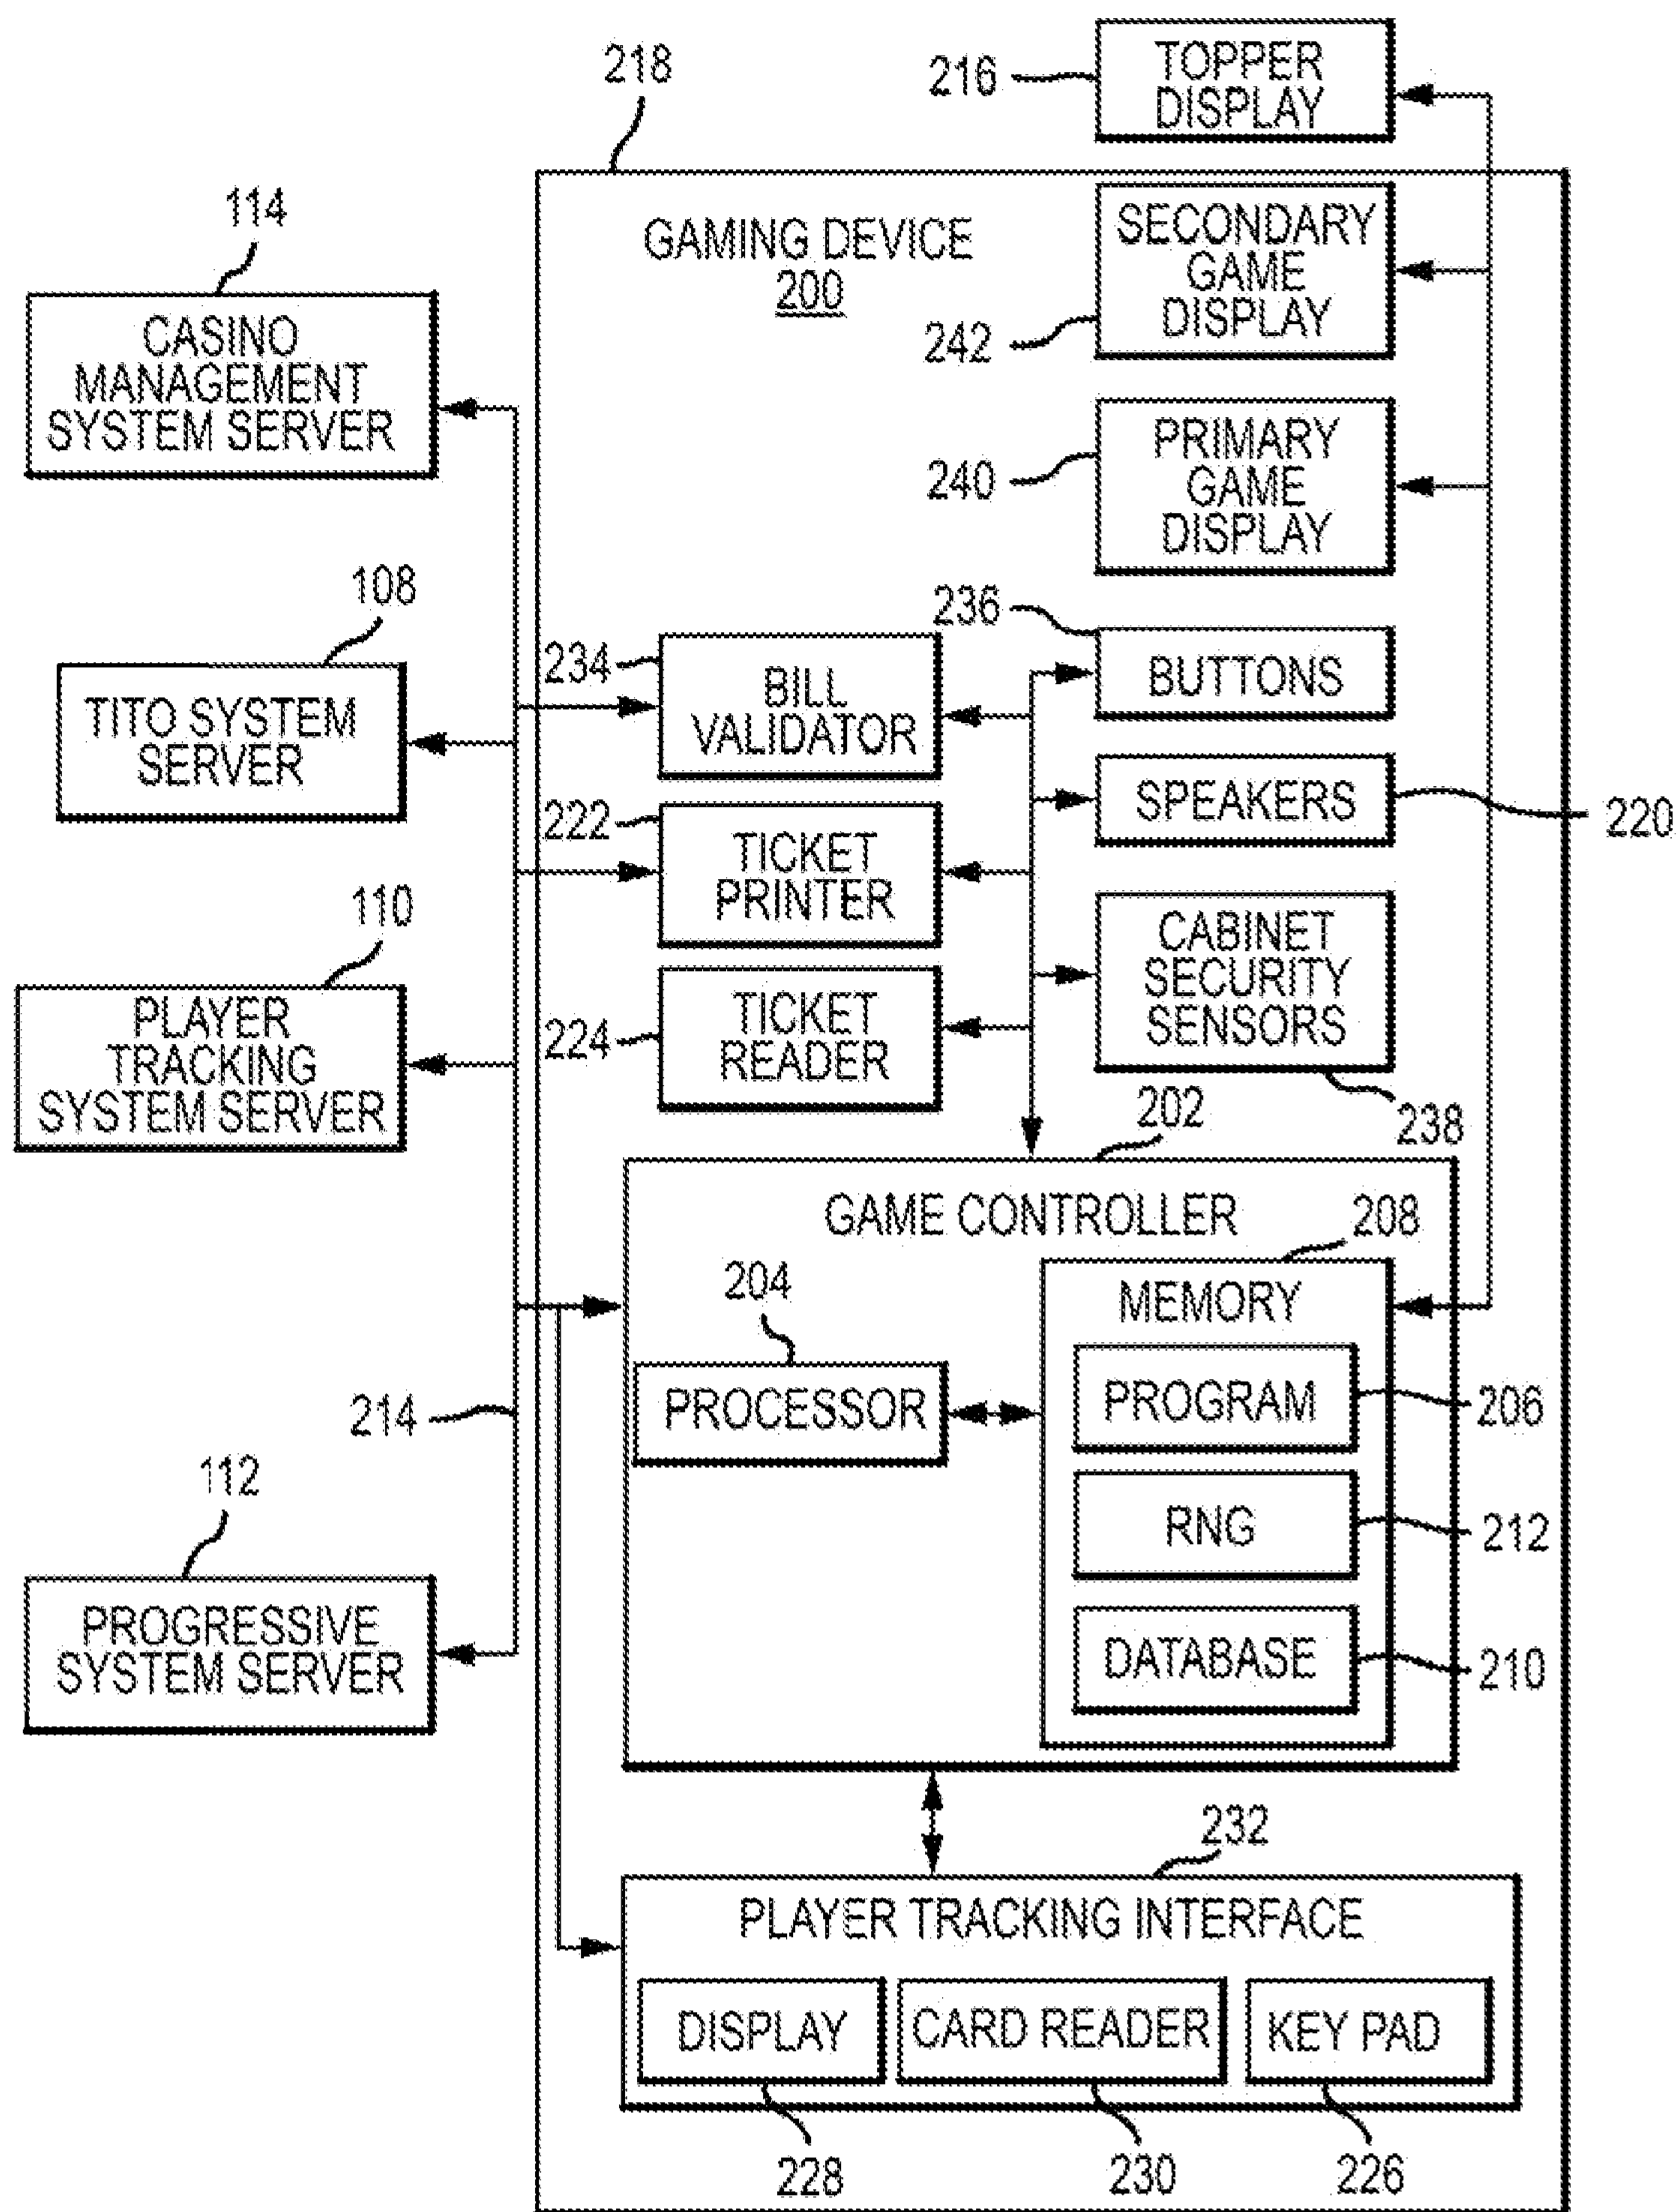 218
216
TOPPER
DISPLAY
114
GAMING DEVICE
200
SECONDARY
GAME
DISPLAY
242
CASINO
MANAGEMENT
SYSTEM SERVER
PRIMARY
GAME
DISPLAY
240
108
236
234
BILL
VALIDATOR
BUTTONS
TITO SYSTEM
SERVER
SPEAKERS
220
222
TICKET
PRINTER
110
CABINET
SECURITY
SENSORS
238
PLAYER
TRACKING
SYSTEM SERVER
224
TICKET
READER
202
GAME CONTROLLER
208
204
MEMORY
PROCESSOR
PROGRAM
206
214
112
RNG
212
PROGRESSIVE
SYSTEM SERVER
DATABASE
210
232
PLAYER TRACKING INTERFACE
DISPLAY
CARD READER
KEY PAD
228
230
226